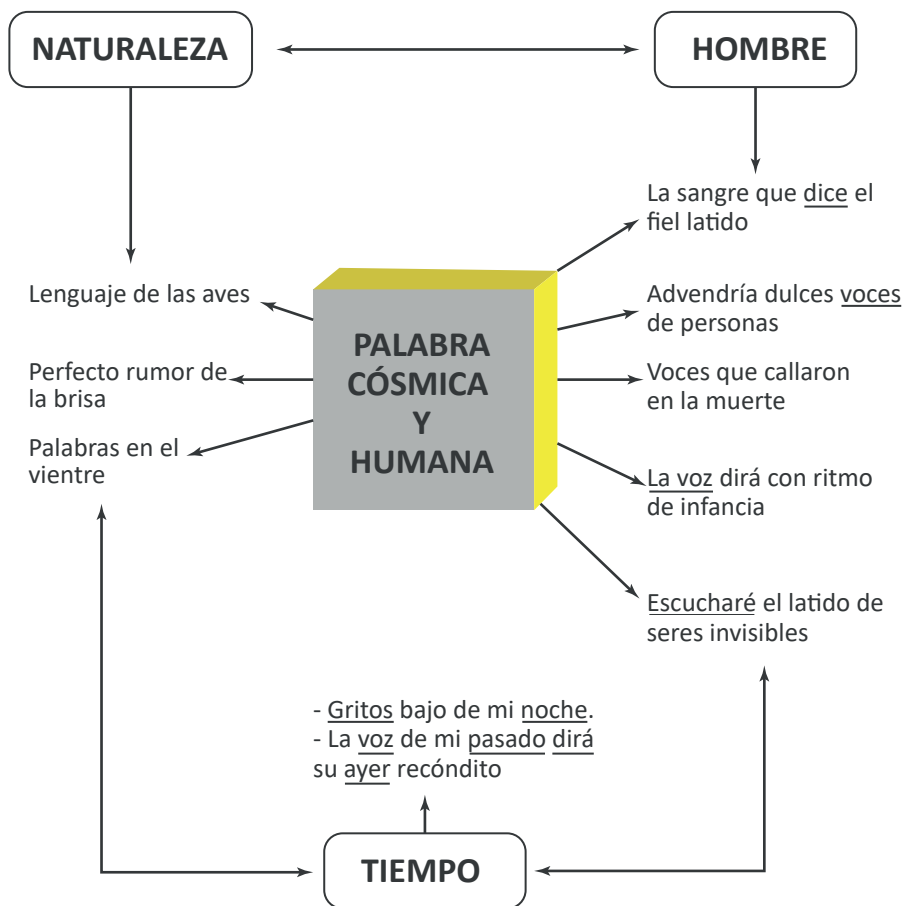 NATURALEZA
HOMBRE
La sangre que dice el
fiel latido
Lenguaje de las aves
Advendría dulces voces
de personas
PALABRA
CÓSMICA
Y
HUMANA
Perfecto rumor de
la brisa
Voces que callaron
en la muerte
Palabras en el
vientre
La voz dirá con ritmo
de infancia
Escucharé el latido de
seres invisibles
- Gritos bajo de mi noche.
- La voz de mi pasado dirá
su ayer recóndito
TIEMPO